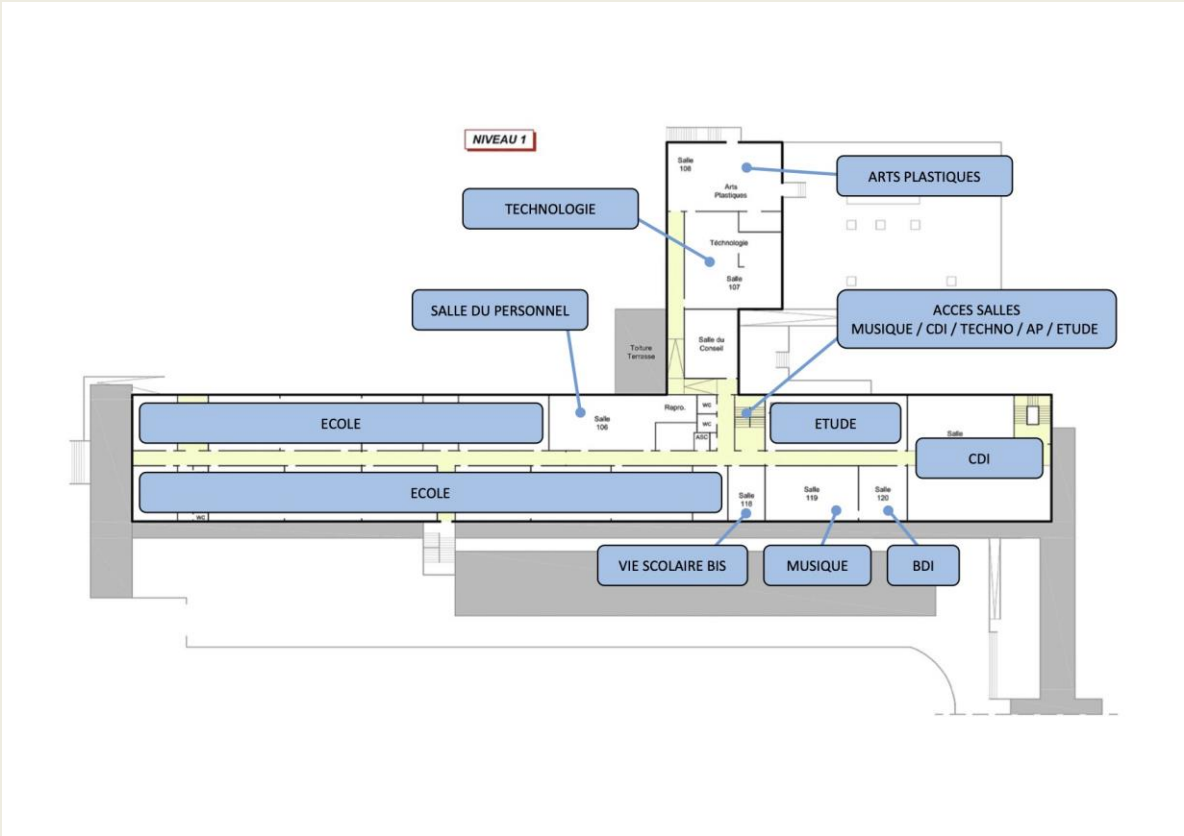 NIVEAU 1
Salle
108
Arts
Plastiques
ARTS PLASTIQUES
TECHNOLOGIE
Téchnologie
Salle
107
SALLE DU PERSONNEL
ACCES SALLES
MUSIQUE / CDI / TECHNO / AP / ETUDE
Toiture
Terrasse
Salle du
Conseil
ECOLE
Salle
106
Repro.
WC
WC
ASC
ETUDE
Salle
CDI
ECOLE
WC
Salle
118
Salle
119
Salle
120
VIE SCOLAIRE BIS
MUSIQUE
BDI